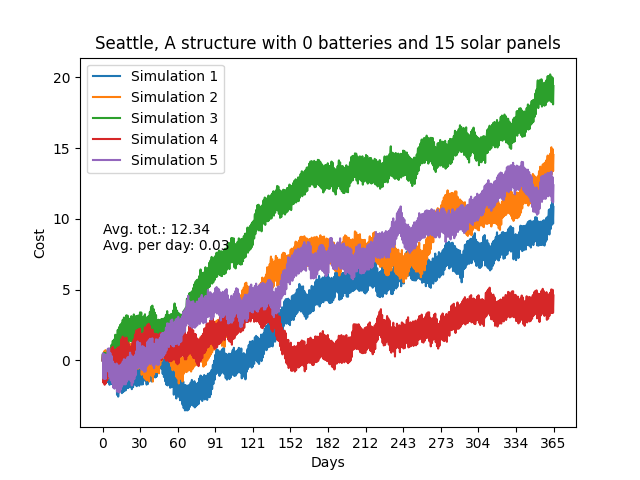 Seattle, A structure with 0 batteries and 15 solar panels
Simulation 1
Simulation 2
Simulation 3
Simulation 4
Simulation 5
Avg. tot.: 12.34
Avg. per day: 0.03
Cost
20
15
10
5
0
0 30 60 91 121 152 182 212 243 273 304 334 365
Days